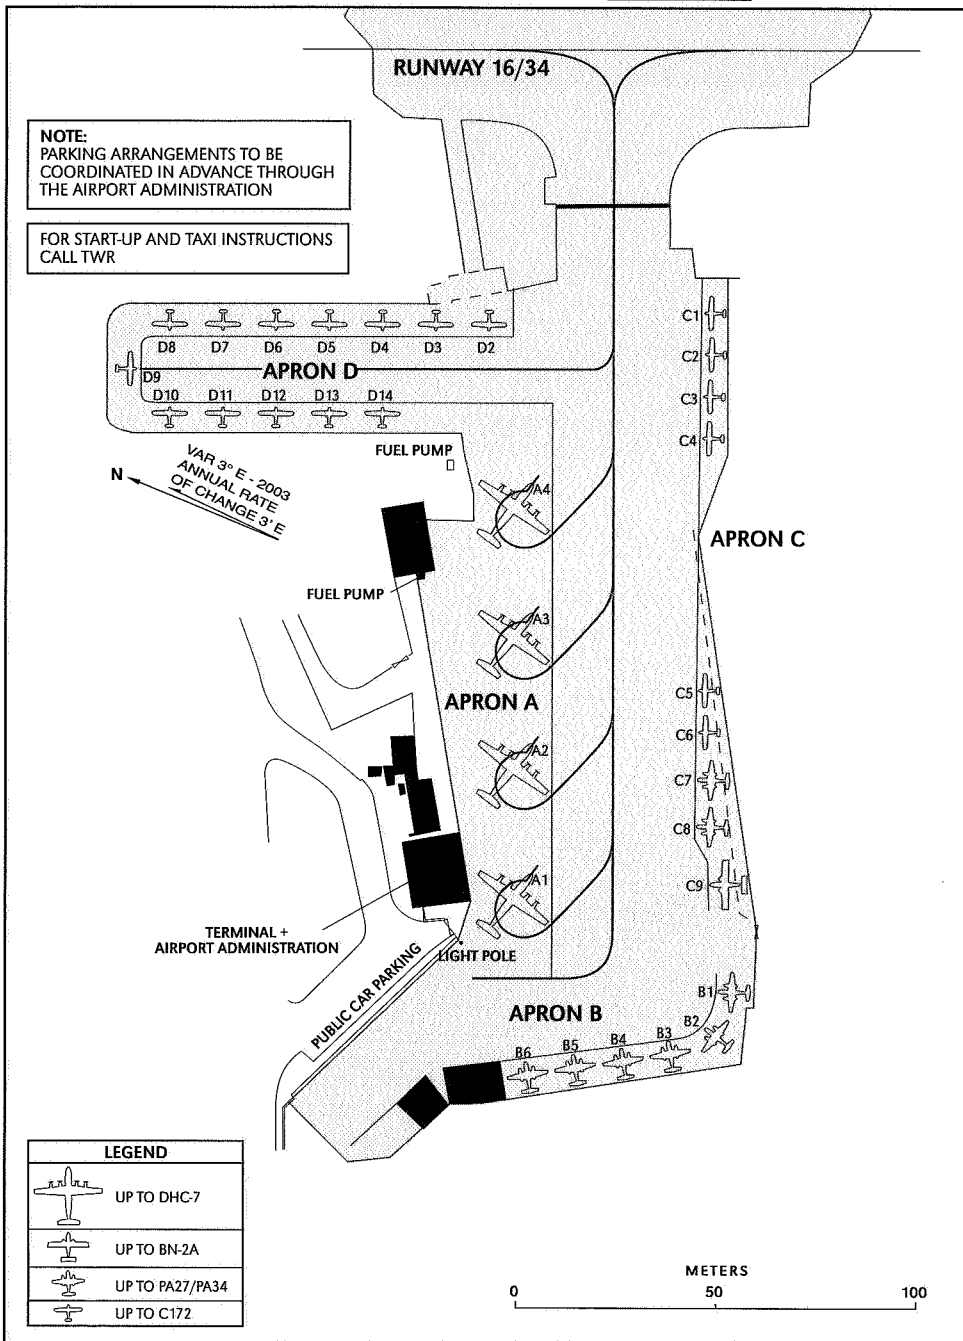 RUNWAY 16/34
NOTE:
PARKING ARRANGEMENTS TO BE
COORDINATED IN ADVANCE THROUGH
THE AIRPORT ADMINISTRATION
FOR START-UP AND TAXI INSTRUCTIONS
CALL TWR
D8 D7 D6 D5 D4 D3 D2
C1
C2
C3
C4
APRON D
D9
D10 D11 D12 D13 D14
FUEL PUMP
N
VAR 3° E - 2003
ANNUAL RATE
OF CHANGE 3' E
A4
APRON C
FUEL PUMP
A3
APRON A
C5
C6
A2
C7
C8
A1
C9
TERMINAL +
AIRPORT ADMINISTRATION
LIGHT POLE
PUBLIC CAR PARKING
APRON B
B1
B2
B6 B5 B4 B3
LEGEND
UP TO DHC-7
UP TO BN-2A
UP TO PA27/PA34
UP TO C172
METERS
0 50 100